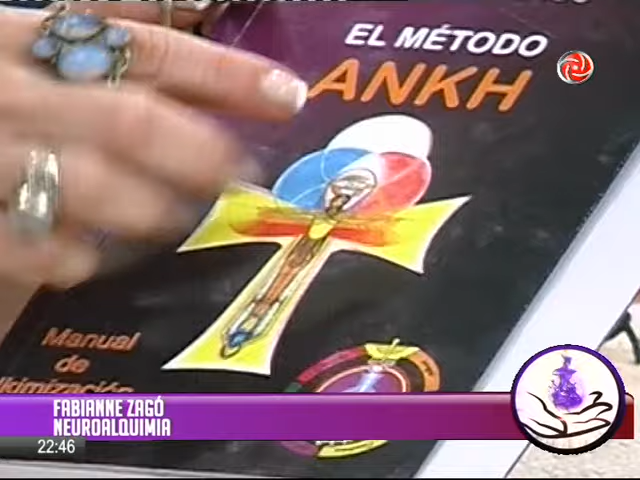 EL MÉTODO
ANKH
Manual
de
FABIANNE ZAGÓ
NEUROALQUIMIA
22:46